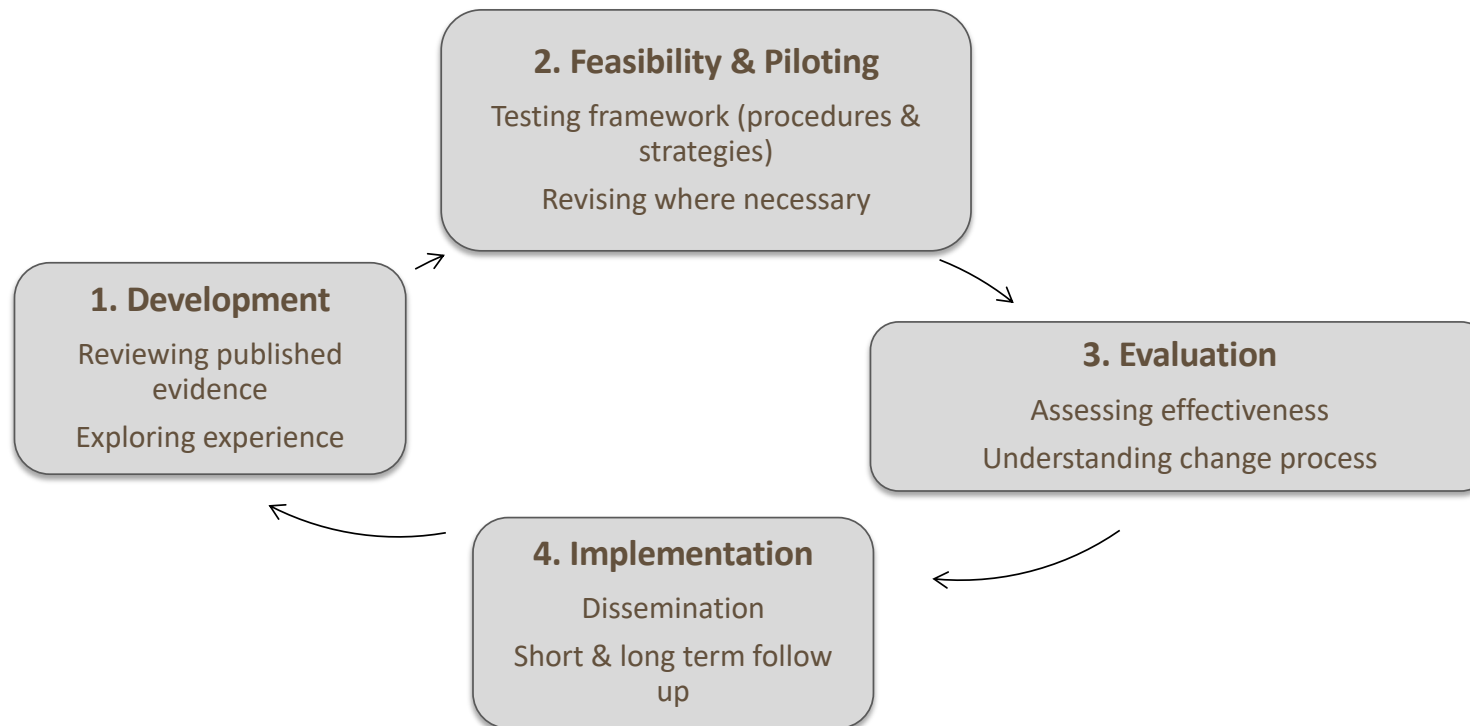 2. Feasibility & Piloting
Testing framework (procedures &
strategies)
Revising where necessary
1. Development
Reviewing published
evidence
Exploring experience
3. Evaluation
Assessing effectiveness
Understanding change process
4. Implementation
Dissemination
Short & long term follow
up